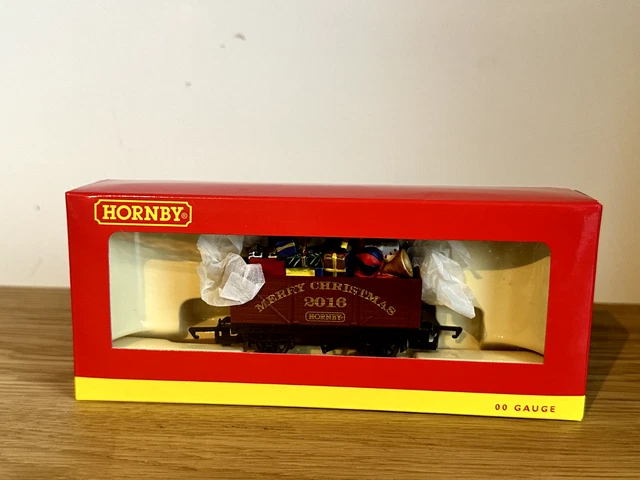 HORNBY®
MERRY CHRISTMAS
2016
HORNBY
00 GAUGE